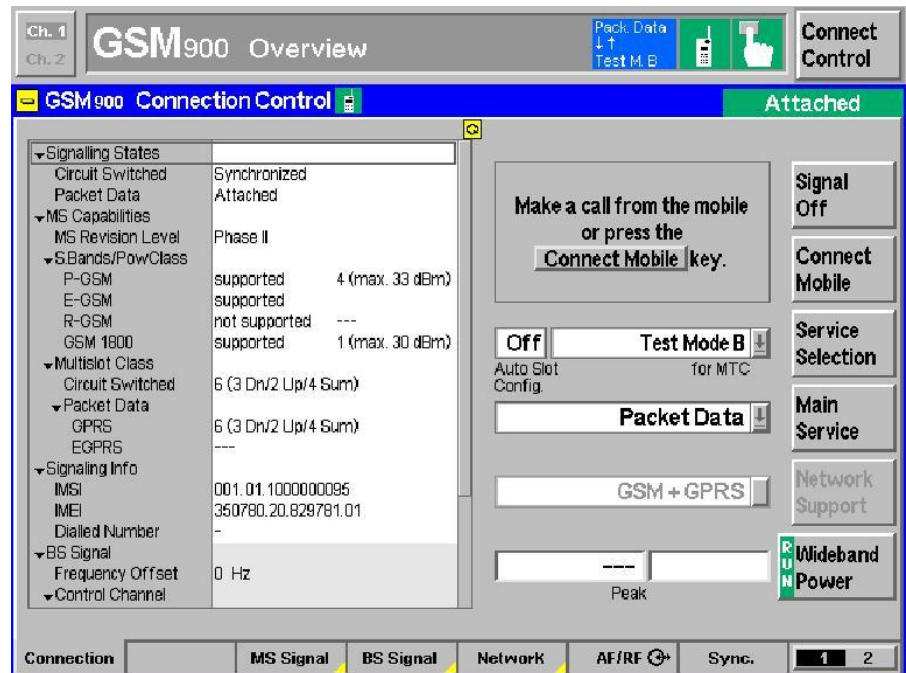 Ch. 1
Ch. 2
GSM900 Overview
Pack. Data
↓↑
Test M. B
Connect
Control
GSM900 Connection Control
Attached
Signalling States
Circuit Switched Synchronized
Packet Data Attached
MS Capabilities
MS Revision Level Phase II
S.Bands/PowClass
P-GSM supported 4 (max. 33 dBm)
E-GSM supported
R-GSM not supported ---
GSM 1800 supported 1 (max. 30 dBm)
Multislot Class
Circuit Switched 6 (3 Dn/2 Up/4 Sum)
Packet Data
GPRS 6 (3 Dn/2 Up/4 Sum)
EGPRS ---
Signaling Info
IMSI 001.01.1000000095
IMEI 350780.20.829781.01
Dialled Number -
BS Signal
Frequency Offset 0 Hz
Control Channel
Make a call from the mobile
or press the
Connect Mobile key.
Off Test Mode B
Auto Slot for MTC
Config.
Packet Data
GSM + GPRS
---
Peak
Signal
Off
Connect
Mobile
Service
Selection
Main
Service
Network
Support
RUN
Wideband
Power
Connection MS Signal BS Signal Network AF/RF Sync. 1 2